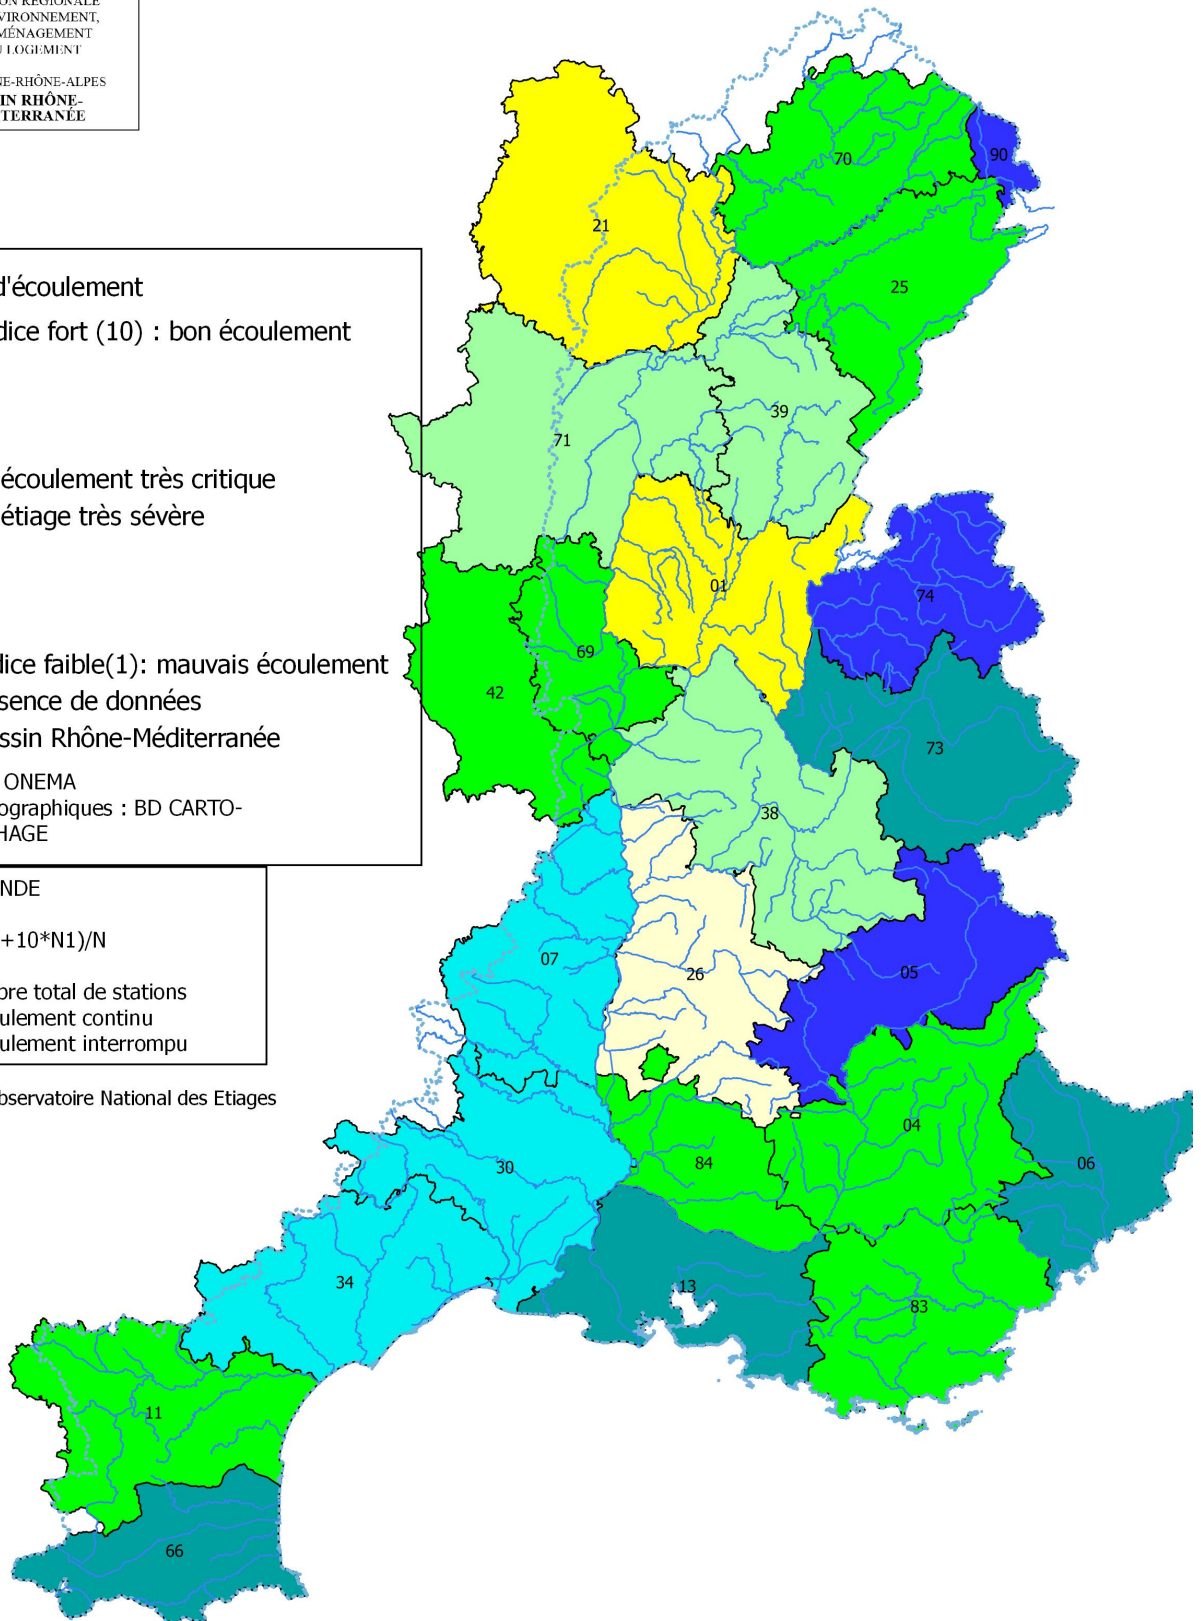 ON RÉGIONALE
VIRONNEMENT,
MÉNAGEMENT
U LOGEMENT
NE-RHÔNE-ALPES
IN RHÔNE-
TERRANÉE
d'écoulement
dice fort (10) : bon écoulement
écoulement très critique
étiage très sévère
dice faible(1): mauvais écoulement
sence de données
ssin Rhône-Méditerranée
ONEMA
ographiques : BD CARTO-
HAGE
NDE
+10*N1)/N
bre total de stations
ulement continu
ulement interrompu
bservatoire National des Etiages
70
90
21
25
39
71
01
74
69
42
73
38
07
26
05
04
84
06
30
34
13
83
11
66